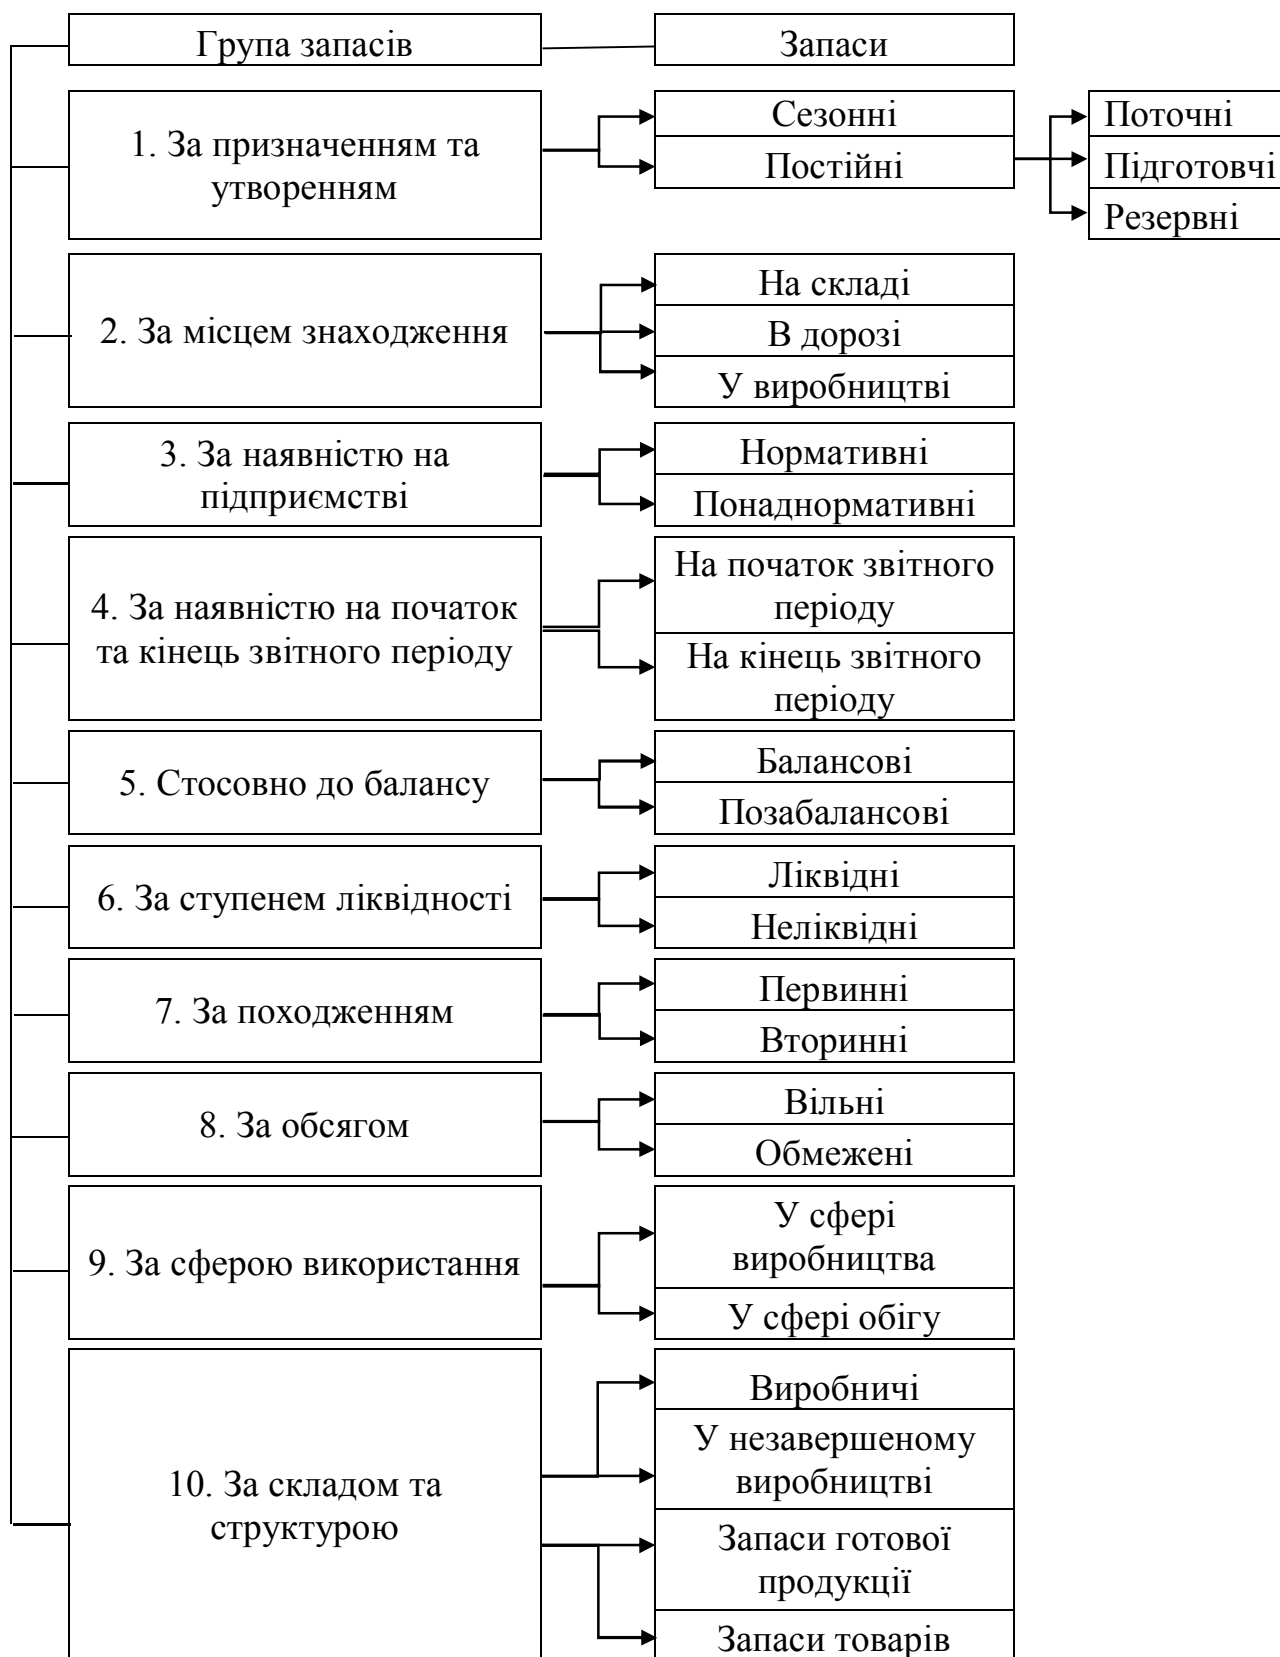 Група запасів
Запаси
1. За призначенням та
утворенням
Сезонні
Постійні
Поточні
Підготовчі
Резервні
2. За місцем знаходження
На складі
В дорозі
У виробництві
3. За наявністю на
підприємстві
Нормативні
Понаднормативні
4. За наявністю на початок
та кінець звітного періоду
На початок звітного
періоду
На кінець звітного
періоду
5. Стосовно до балансу
Балансові
Позабалансові
6. За ступенем ліквідності
Ліквідні
Неліквідні
7. За походженням
Первинні
Вторинні
8. За обсягом
Вільні
Обмежені
9. За сферою використання
У сфері
виробництва
У сфері обігу
10. За складом та
структурою
Виробничі
У незавершеному
виробництві
Запаси готової
продукції
Запаси товарів